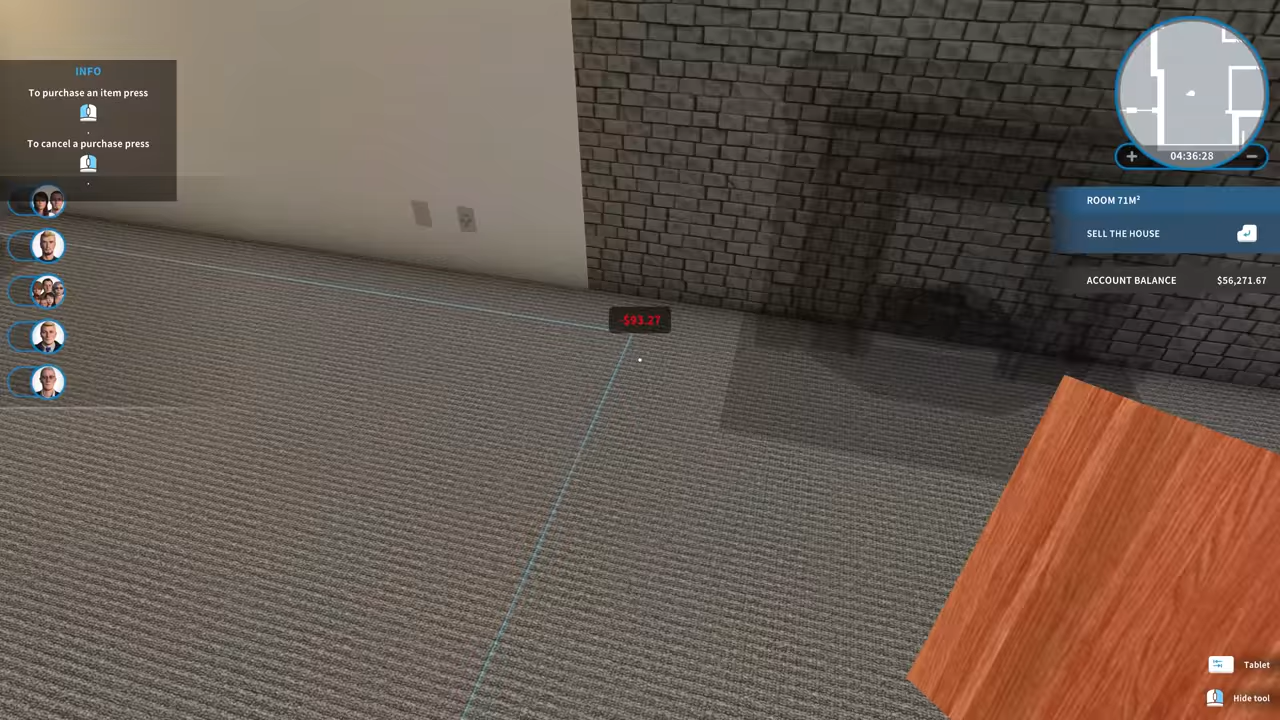 INFO
To purchase an item press
.
To cancel a purchase press
.
04:36:28
ROOM 71M²
SELL THE HOUSE
ACCOUNT BALANCE $56,271.67
-$93.27
Tablet
Hide tool